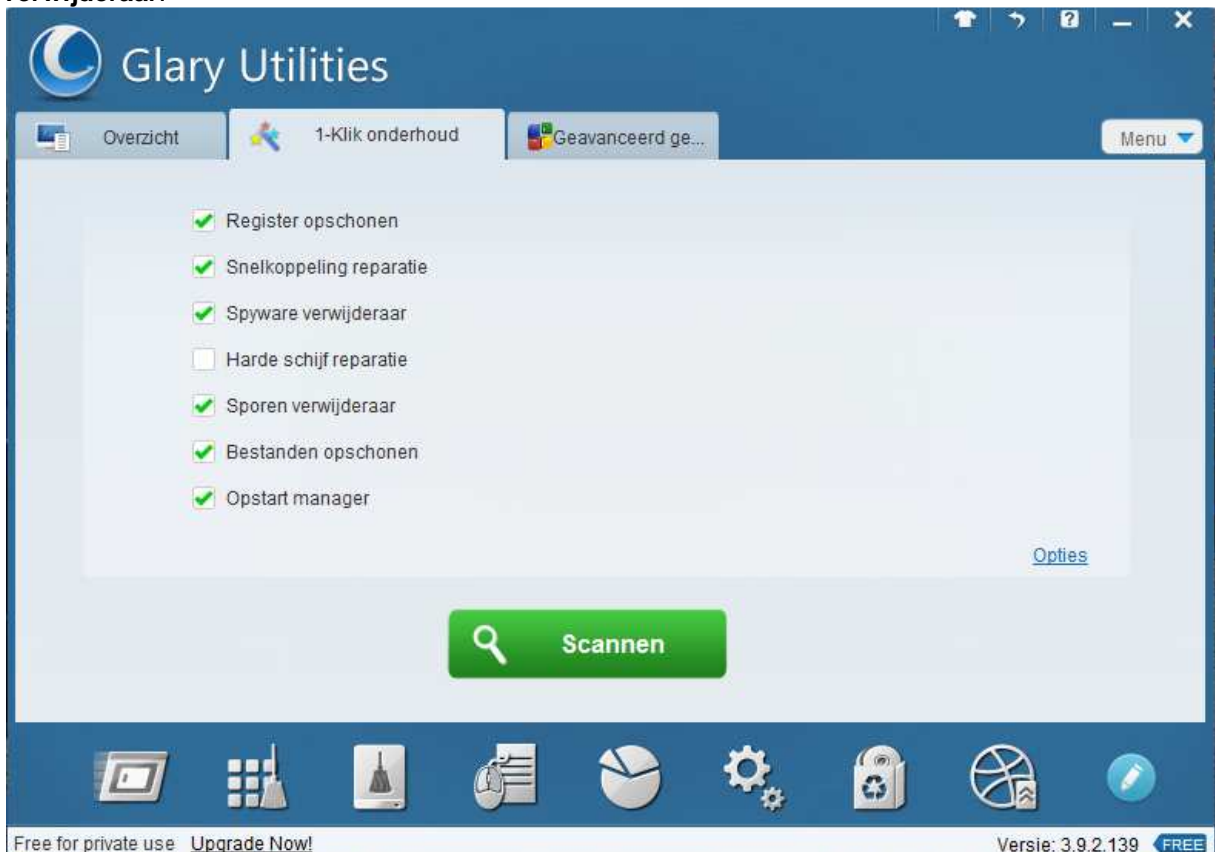 Glary Utilities
Overzicht
1-Klik onderhoud
Geavanceerd ge...
Menu
Register opschonen
Snelkoppeling reparatie
Spyware verwijderaar
Harde schijf reparatie
Sporen verwijderaar
Bestanden opschonen
Opstart manager
Opties
Scannen
Free for private use Upgrade Now!
Versie: 3.9.2.139 FREE